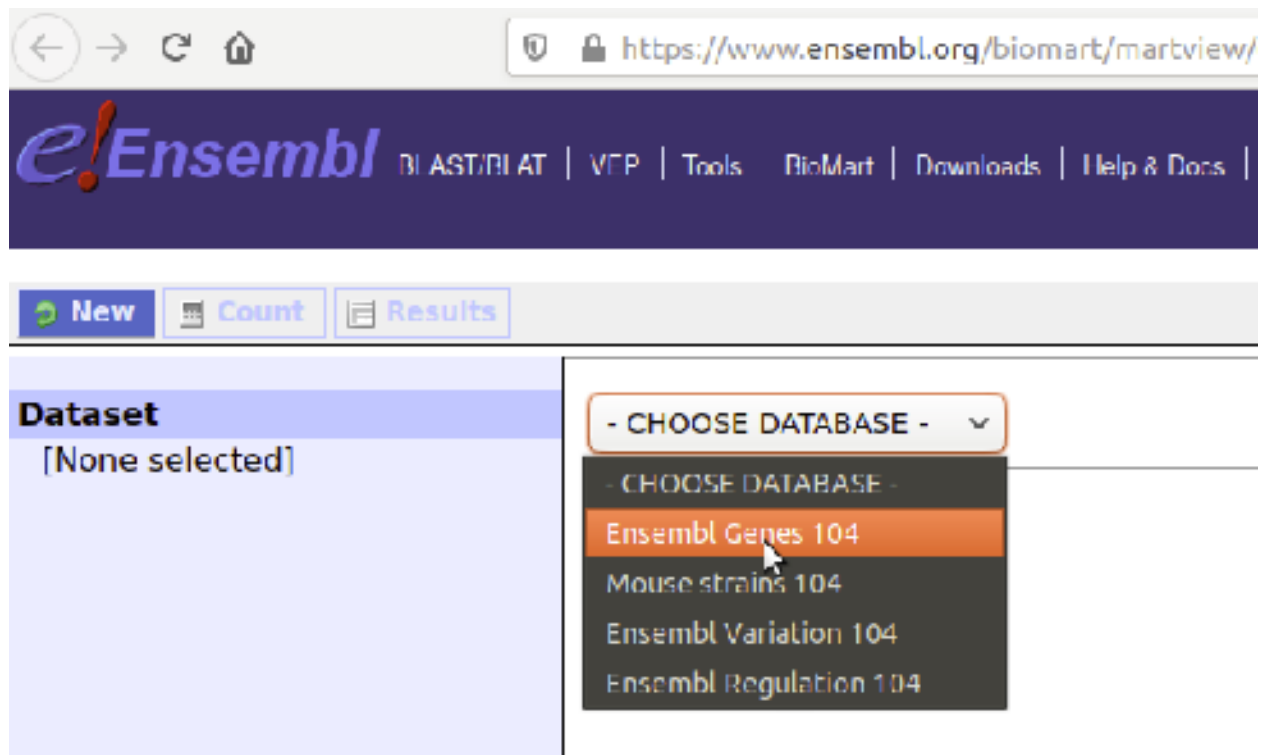 https://www.ensembl.org/biomart/martview/
e!Ensembl BLAST/BLAT | VEP | Tools BioMart | Downloads | Help & Docs |
New Count Results
Dataset
[None selected]
- CHOOSE DATABASE -
- CHOOSE DATABASE -
Ensembl Genes 104
Mouse strains 104
Ensembl Variation 104
Ensembl Regulation 104